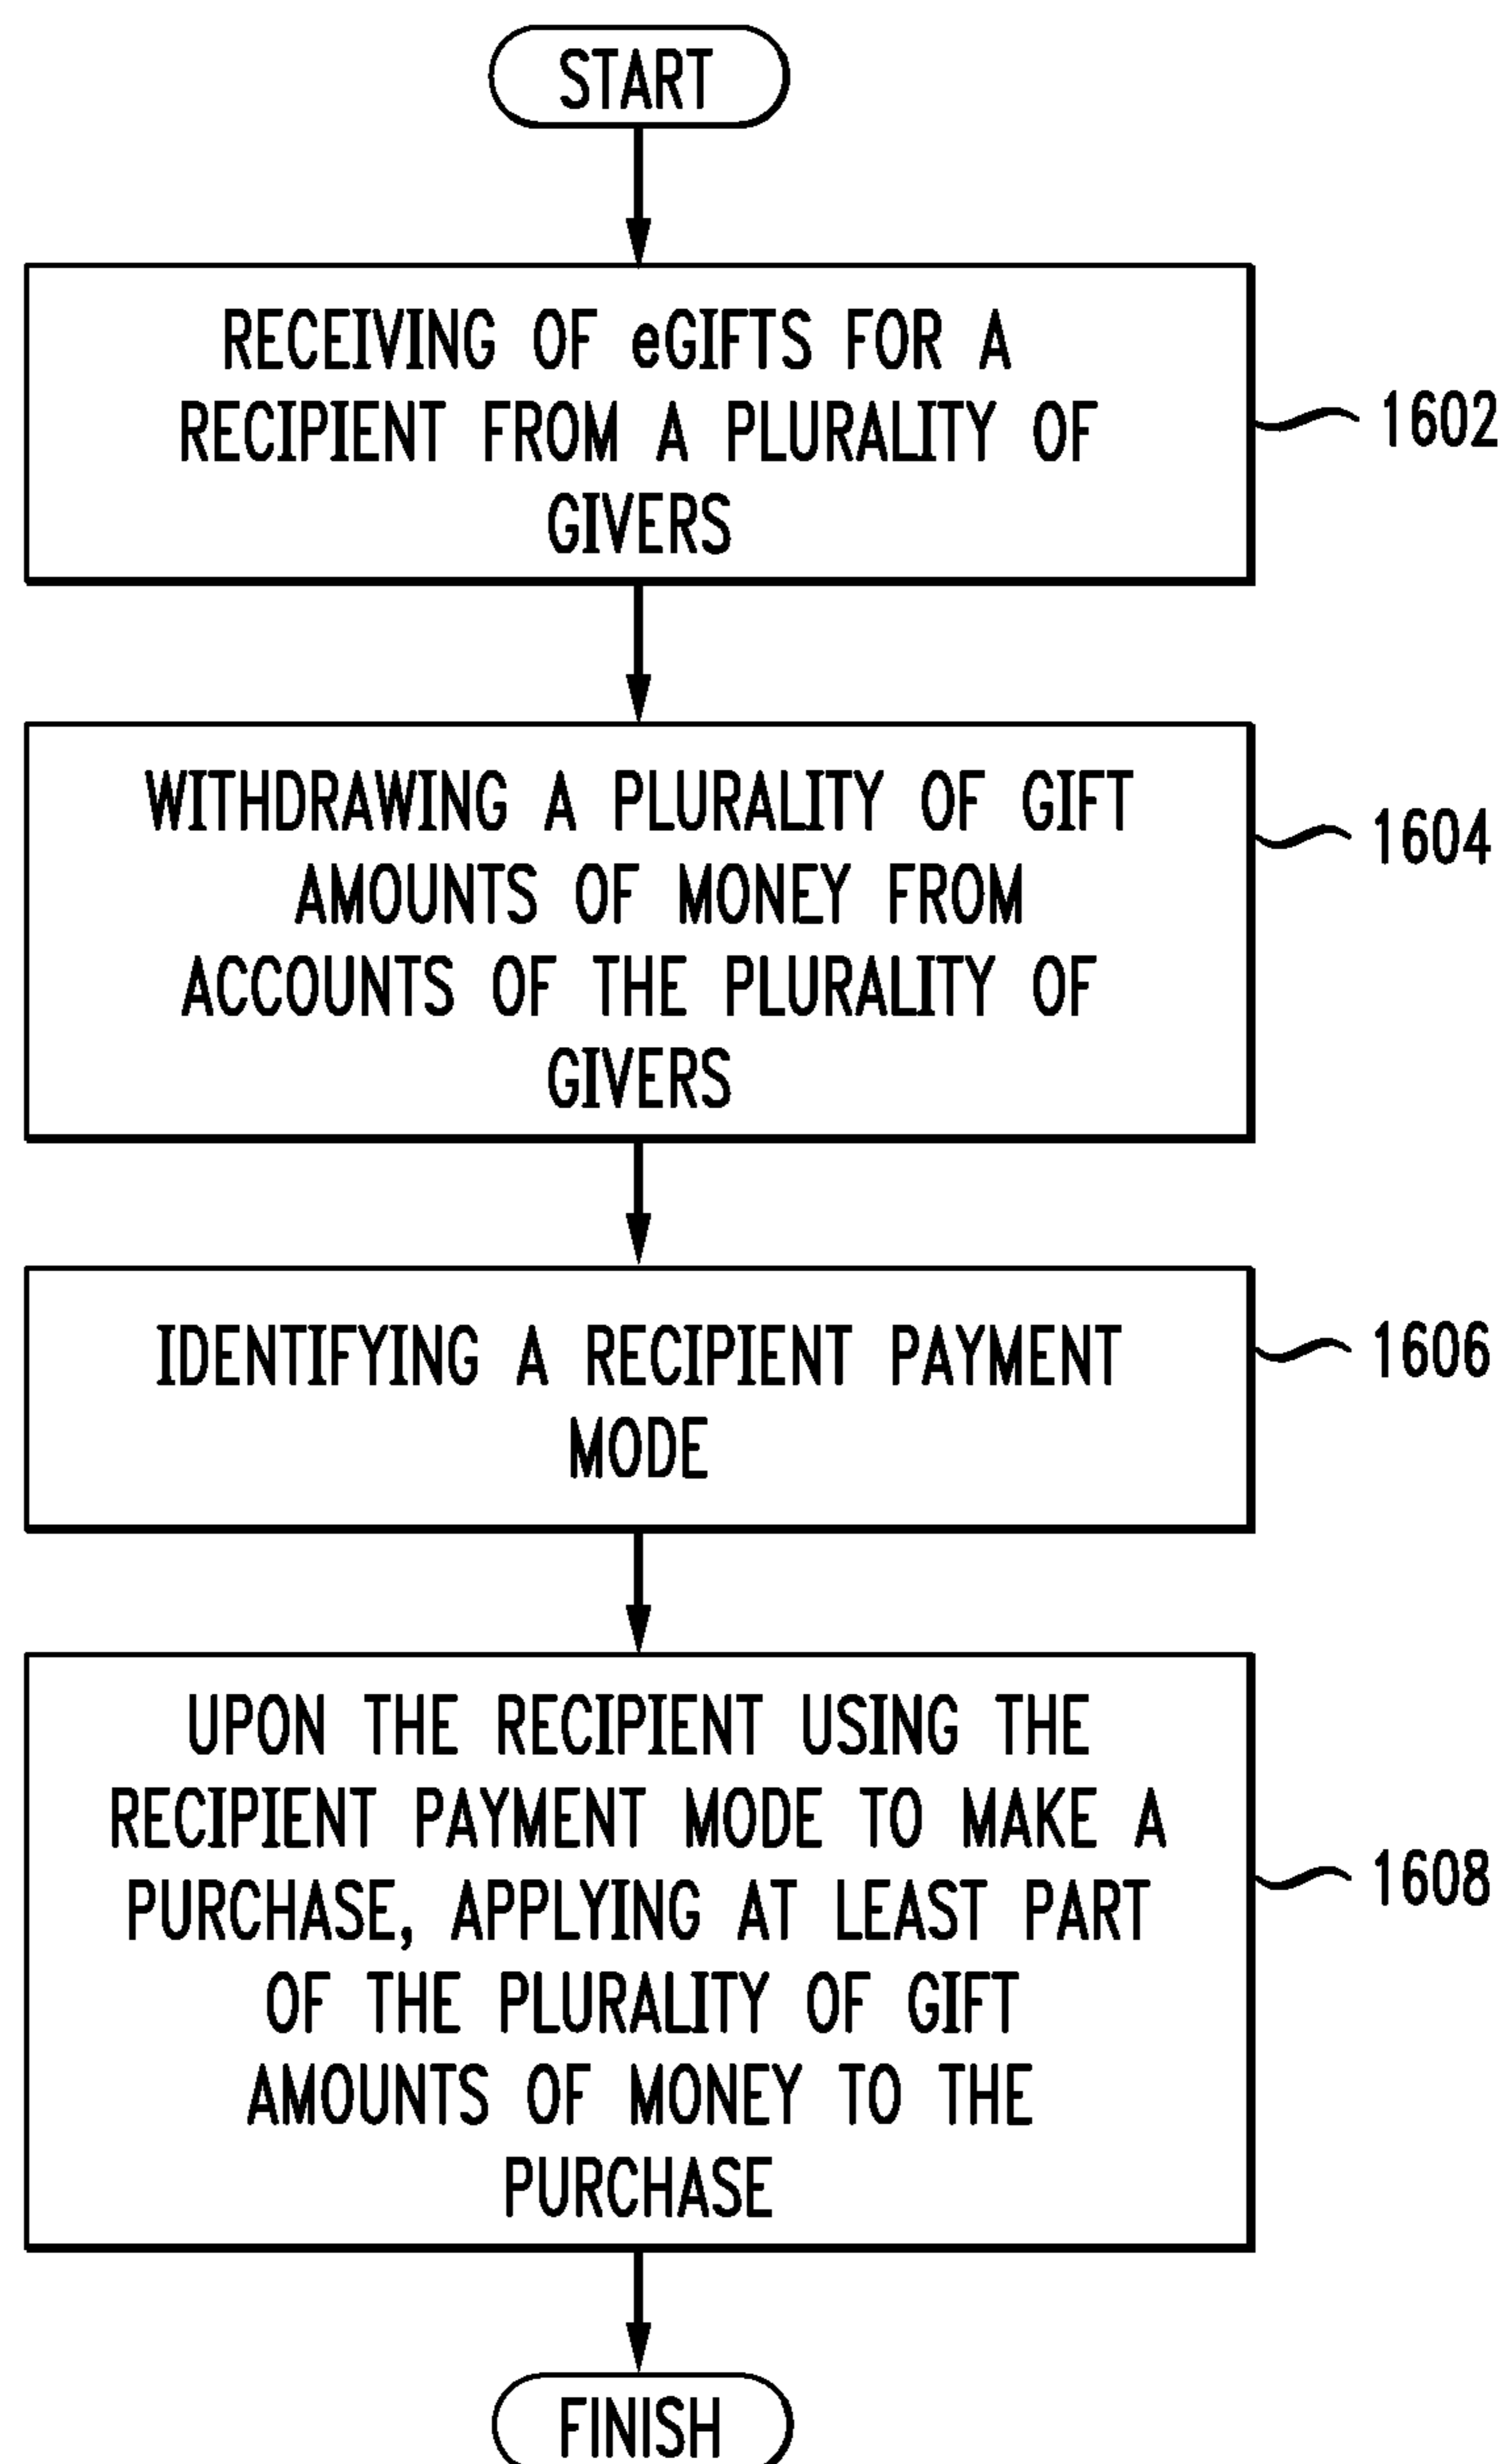 START
RECEIVING OF eGIFTS FOR A
RECIPIENT FROM A PLURALITY OF
GIVERS
1602
WITHDRAWING A PLURALITY OF GIFT
AMOUNTS OF MONEY FROM
ACCOUNTS OF THE PLURALITY OF
GIVERS
1604
IDENTIFYING A RECIPIENT PAYMENT
MODE
1606
UPON THE RECIPIENT USING THE
RECIPIENT PAYMENT MODE TO MAKE A
PURCHASE, APPLYING AT LEAST PART
OF THE PLURALITY OF GIFT
AMOUNTS OF MONEY TO THE
PURCHASE
1608
FINISH